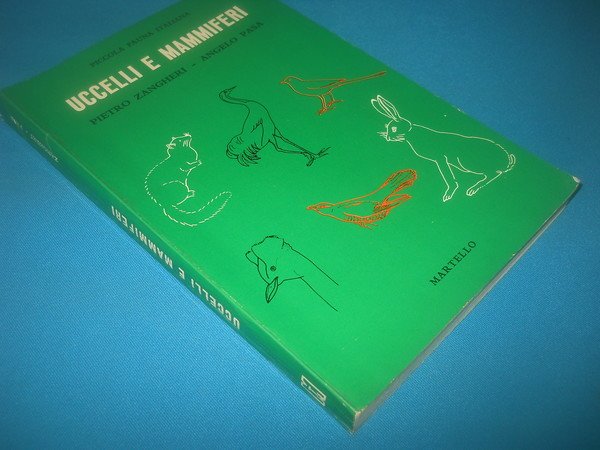 PICCOLA FAUNA ITALIANA
UCCELLI E MAMMIFERI
PIETRO ZANGHERI - ANGELO PASA
MARTELLO
UCCELLI E MAMMIFERI